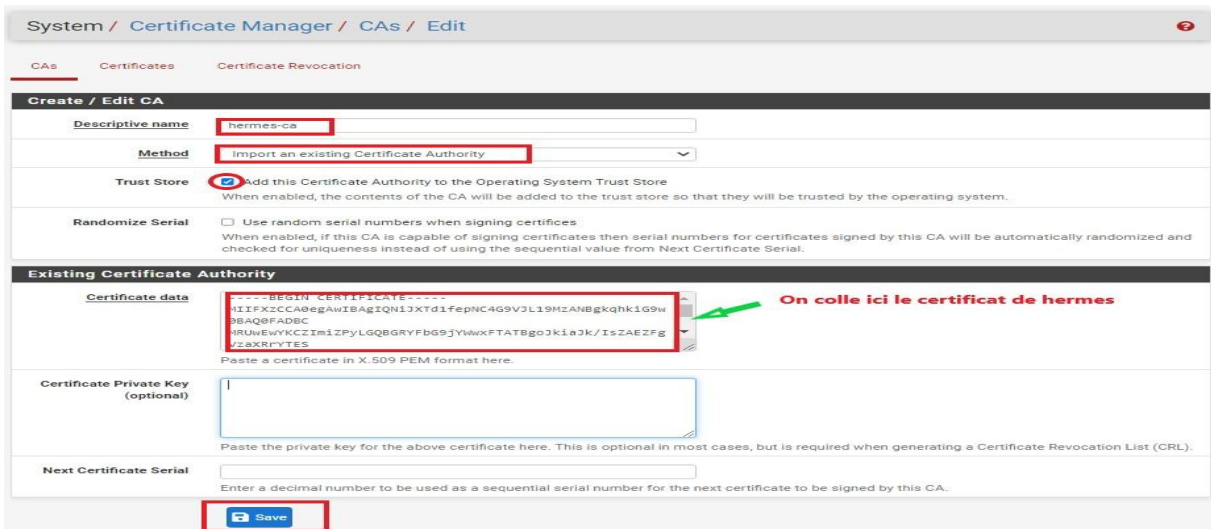 System / Certificate Manager / CAs / Edit
CAs Certificates Certificate Revocation
Create / Edit CA
Descriptive name hermes-ca
Method Import an existing Certificate Authority
Trust Store Add this Certificate Authority to the Operating System Trust Store
When enabled, the contents of the CA will be added to the trust store so that they will be trusted by the operating system.
Randomize Serial Use random serial numbers when signing certifices
When enabled, if this CA is capable of signing certificates then serial numbers for certificates signed by this CA will be automatically randomized and
checked for uniqueness instead of using the sequential value from Next Certificate Serial.
Existing Certificate Authority
Certificate data -----BEGIN CERTIFICATE-----
On colle ici le certificat de hermes
Paste a certificate in X.509 PEM format here.
Certificate Private Key
(optional)
Paste the private key for the above certificate here. This is optional in most cases, but is required when generating a Certificate Revocation List (CRL).
Next Certificate Serial
Enter a decimal number to be used as a sequential serial number for the next certificate to be signed by this CA.
Save